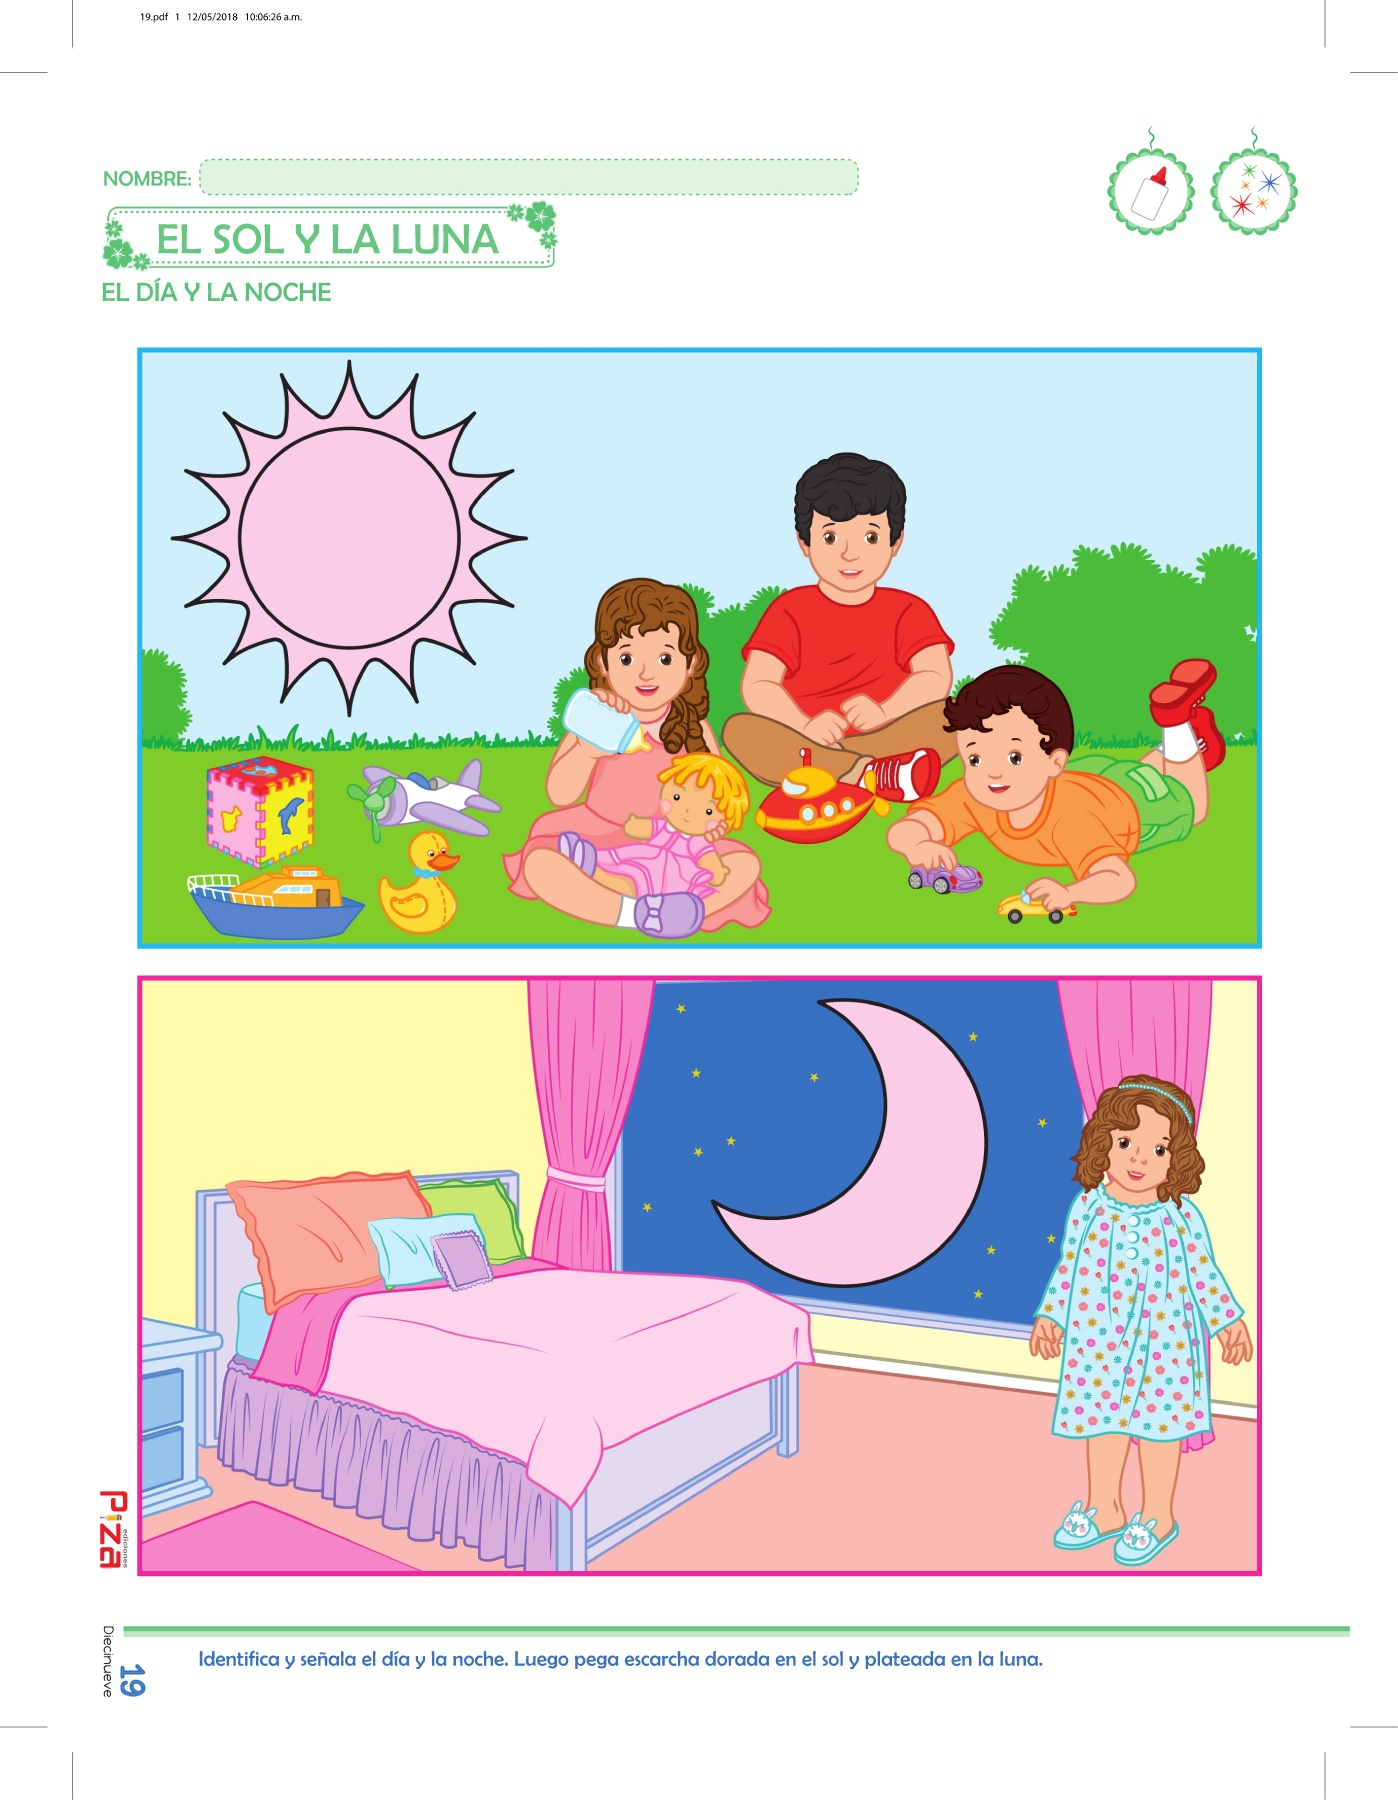 19.pdf 1 12/05/2018 10:06:26 a.m.
NOMBRE:
EL SOL Y LA LUNA
EL DÍA Y LA NOCHE
Piza
ediciones
Diecinueve
19
Identifica y señala el día y la noche. Luego pega escarcha dorada en el sol y plateada en la luna.